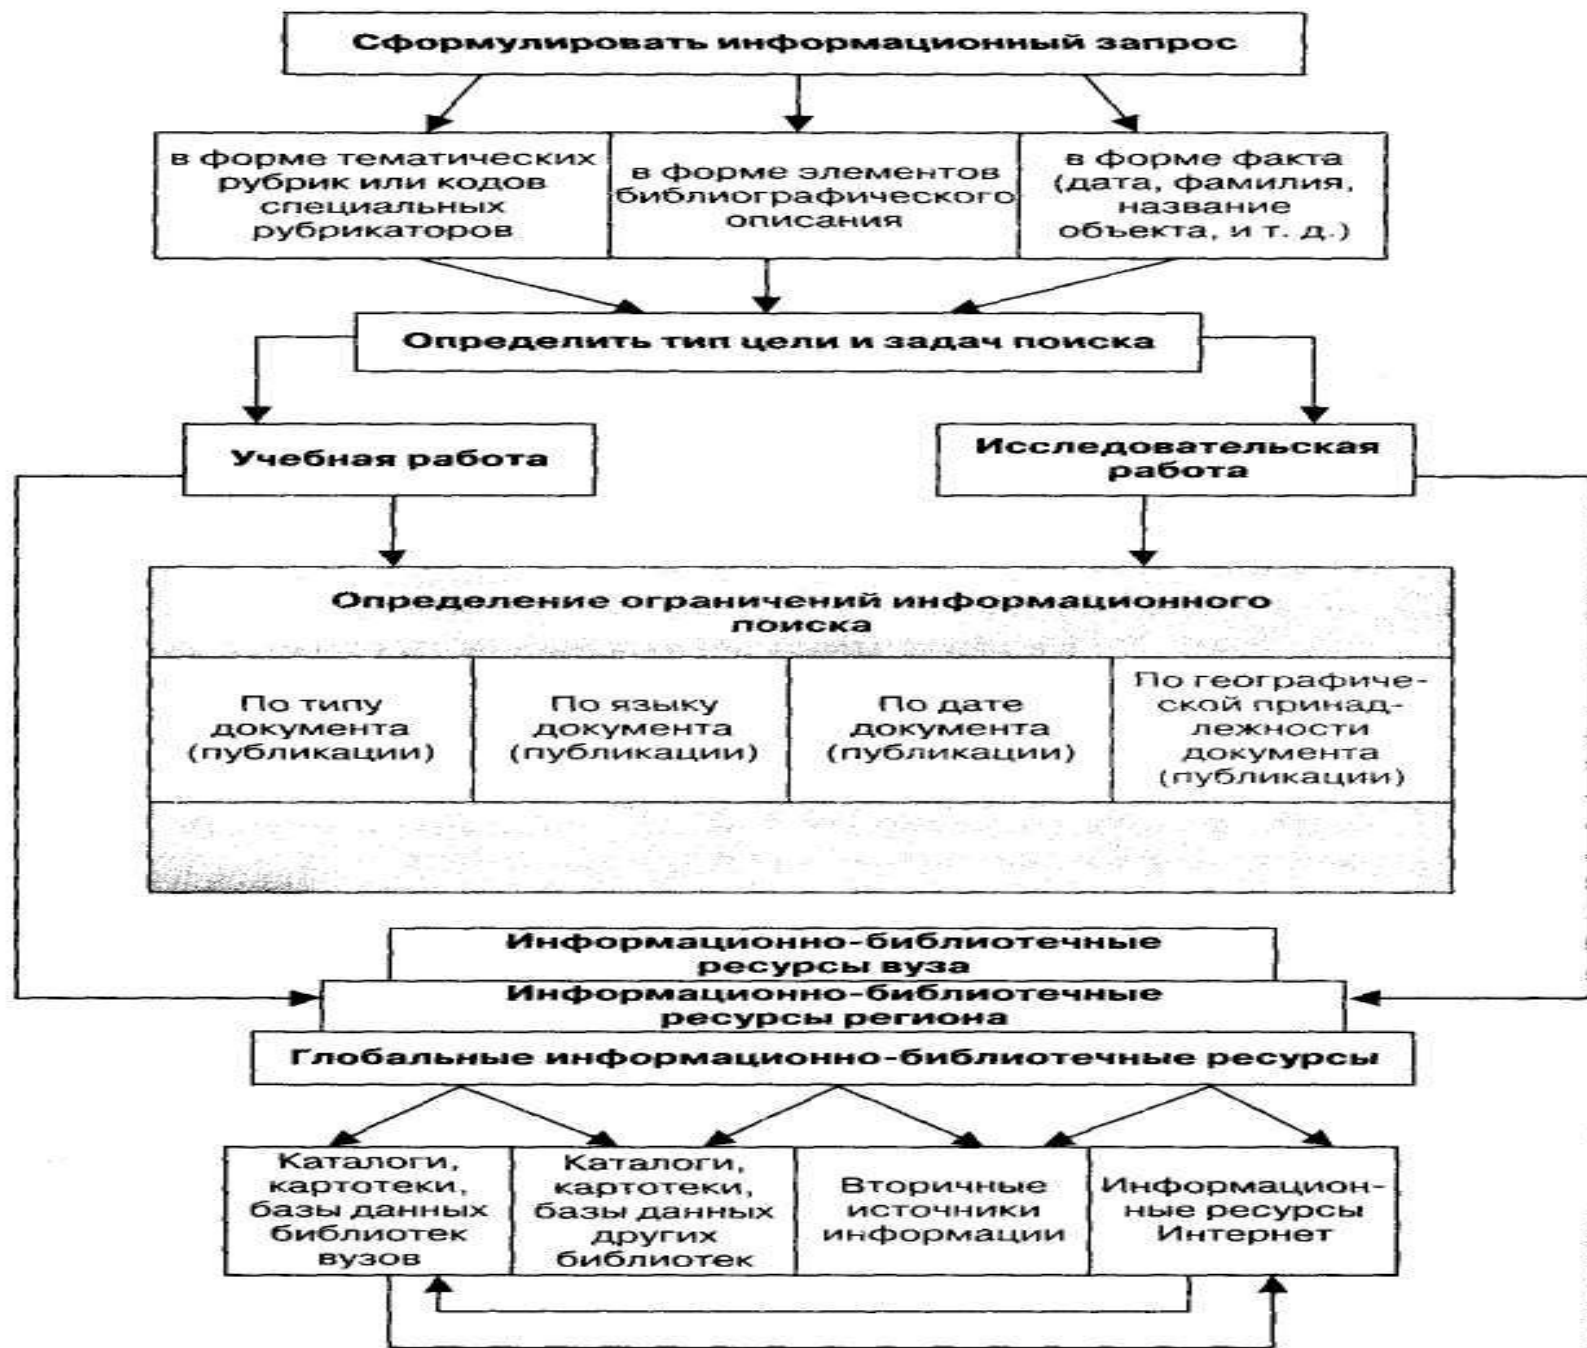 Сформулировать информационный запрос
в форме тематических
рубрик или кодов
специальных
рубрикаторов
в форме элементов
библиографического
описания
в форме факта
(дата, фамилия,
название
объекта, и т. д.)
Определить тип цели и задач поиска
Учебная работа
Исследовательская
работа
Определение ограничений информационного
поиска
По типу
документа
(публикации)
По языку
документа
(публикации)
По дате
документа
(публикации)
По географиче-
ской принад-
лежности
документа
(публикации)
Информационно-библиотечные
ресурсы вуза
Информационно-библиотечные
ресурсы региона
Глобальные информационно-библиотечные ресурсы
Каталоги,
картотеки,
базы данных
библиотек
вузов
Каталоги,
картотеки,
базы данных
других
библиотек
Вторичные
источники
информации
Информацион-
ные ресурсы
Интернет